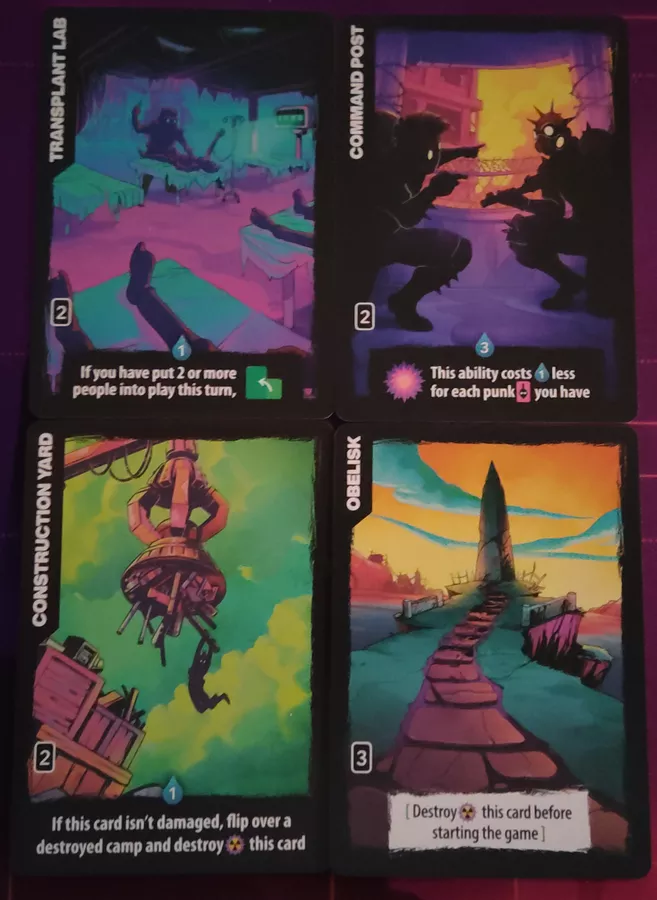 TRANSPLANT LAB
2
1
If you have put 2 or more
people into play this turn,
COMMAND POST
2
3
This ability costs 1 less
for each punk you have
CONSTRUCTION YARD
2
1
If this card isn't damaged, flip over a
destroyed camp and destroy this card
OBELISK
3
[ Destroy this card before
starting the game ]